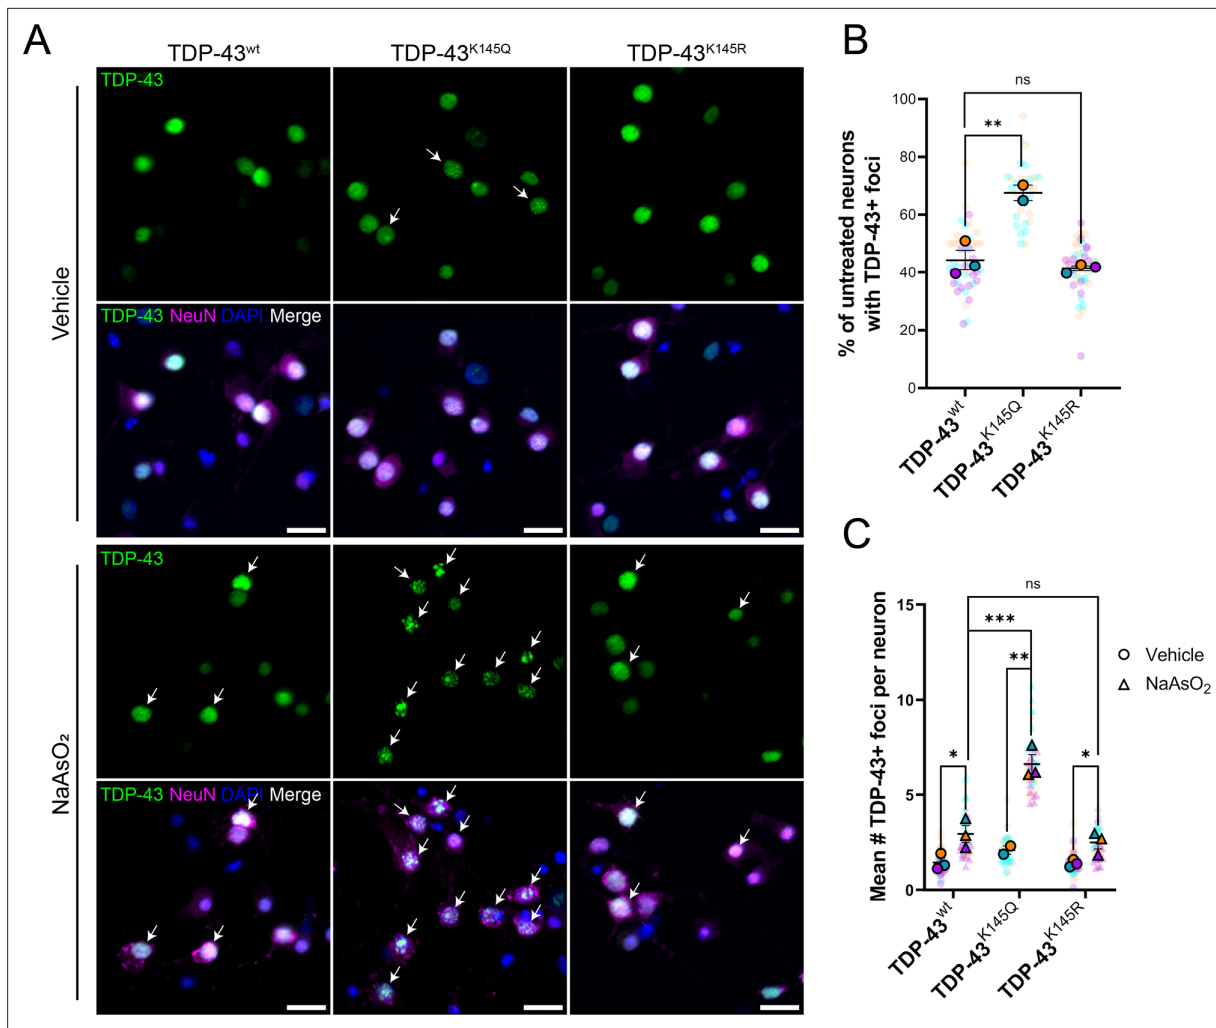 A
TDP-43ʷᵗ
TDP-43ᴷ¹⁴⁵Q
TDP-43ᴷ¹⁴⁵ᴿ
Vehicle
TDP-43
TDP-43 NeuN DAPI Merge
NaAsO₂
TDP-43
TDP-43 NeuN DAPI Merge
B
ns
**
% of untreated neurons
with TDP-43+ foci
100
80
60
40
20
0
TDP-43ʷᵗ
TDP-43ᴷ¹⁴⁵Q
TDP-43ᴷ¹⁴⁵ᴿ
C
ns
***
**
*
*
Mean # TDP-43+ foci per neuron
15
10
5
0
TDP-43ʷᵗ
TDP-43ᴷ¹⁴⁵Q
TDP-43ᴷ¹⁴⁵ᴿ
Vehicle
NaAsO₂